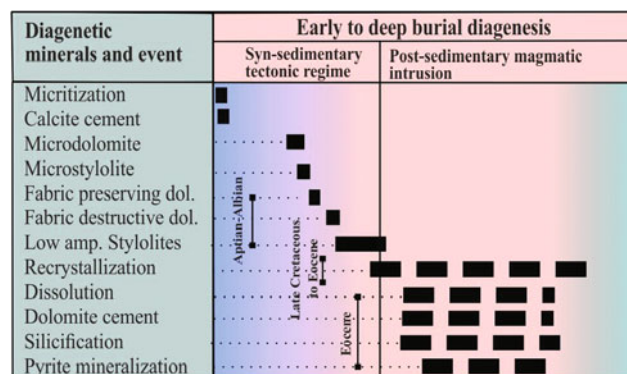 Diagenetic
minerals and event
Early to deep burial diagenesis
Syn-sedimentary
tectonic regime
Post-sedimentary magmatic
intrusion
Micritization
Calcite cement
Microdolomite
Microstylolite
Fabric preserving dol.
Fabric destructive dol.
Low amp. Stylolites
Recrystallization
Dissolution
Dolomite cement
Silicification
Pyrite mineralization
Aptian-Albian
Late Cretaceous
to Eocene
Eocene